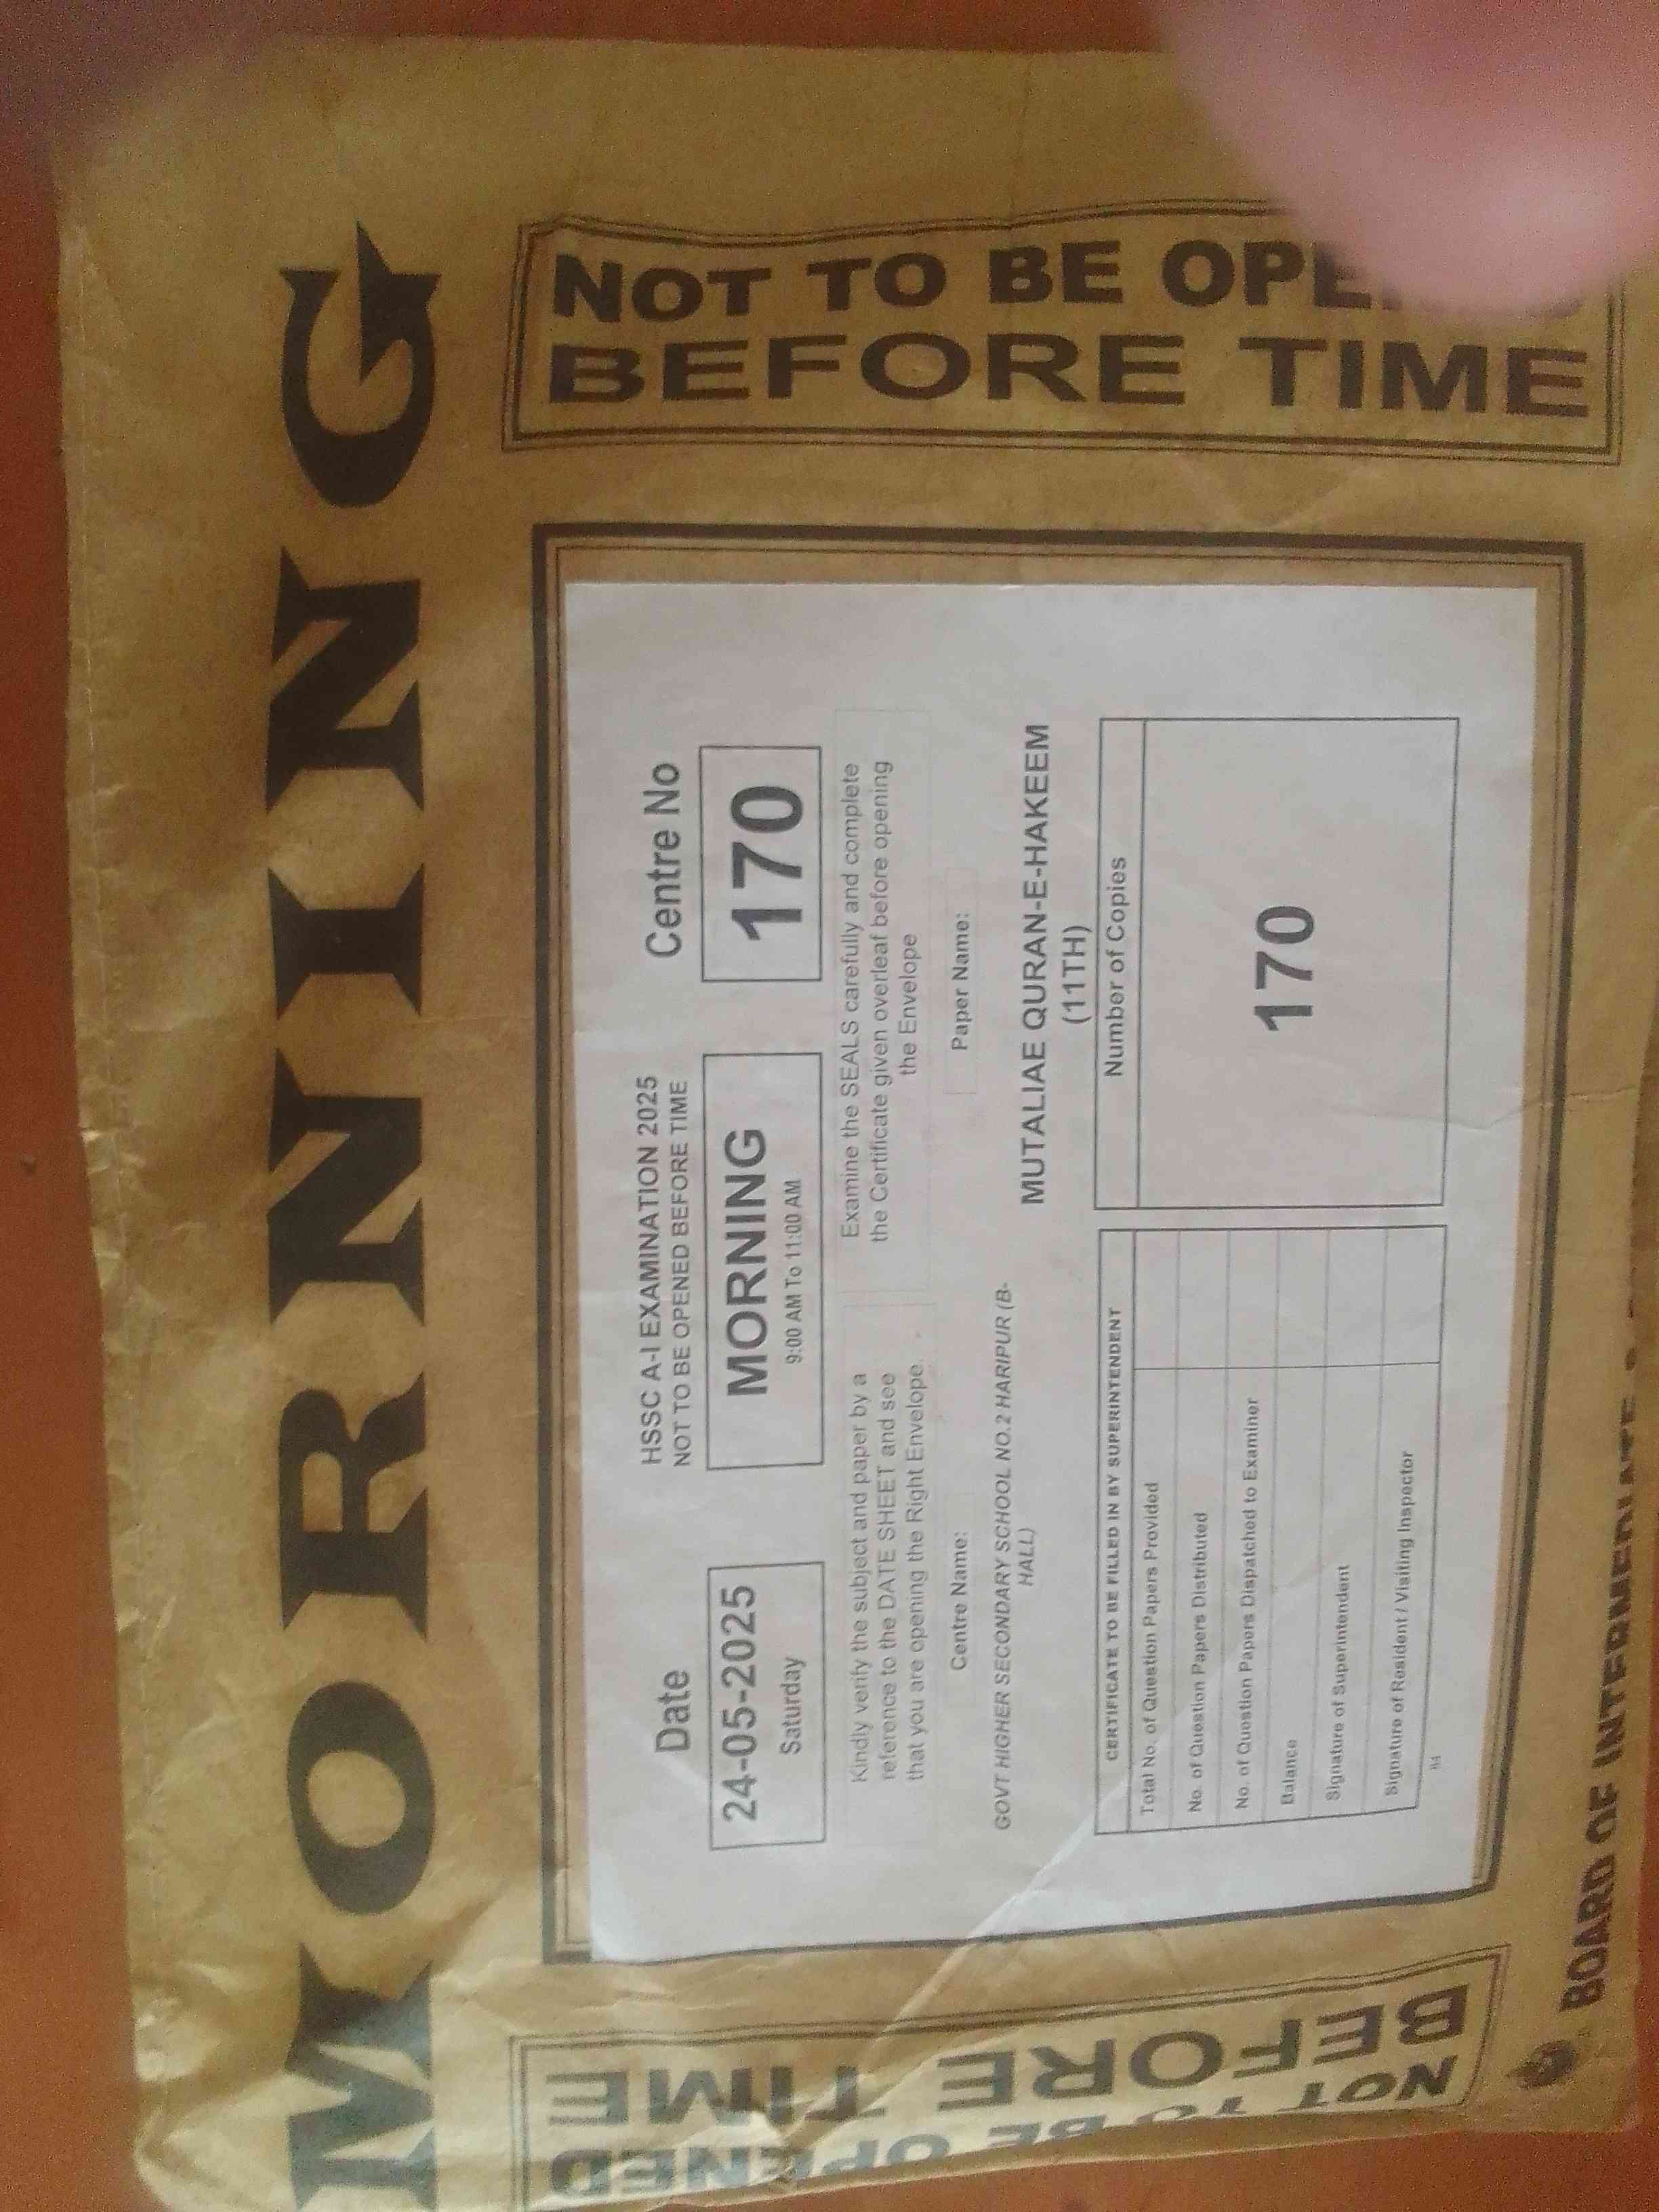 MORNING
NOT TO BE OPENED
BEFORE TIME
HSSC A-I EXAMINATION 2025
NOT TO BE OPENED BEFORE TIME
Date
24-05-2025
Saturday
MORNING
9:00 AM To 11:00 AM
Centre No
170
Kindly verify the subject and paper by a
reference to the DATE SHEET and see
that you are opening the Right Envelope.
Examine the SEALS carefully and complete
the Certificate given overleaf before opening
the Envelope
Centre Name:
GOVT HIGHER SECONDARY SCHOOL NO.2 HARIPUR (B-
HALL)
Paper Name:
MUTALIAE QURAN-E-HAKEEM
(11TH)
CERTIFICATE TO BE FILLED IN BY SUPERINTENDENT
Total No. of Question Papers Provided
No. of Question Papers Distributed
No. of Question Papers Dispatched to Examiner
Balance
Signature of Superintendent
Signature of Resident / Visiting Inspector
Number of Copies
170
NOT TO BE OPE
BEFORE TIME
BOARD OF INTERMEDIATE